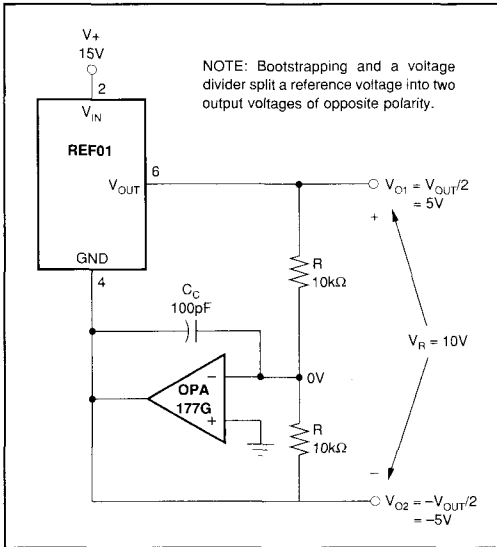 V+
15V
2
V_IN
REF01
6
V_OUT
GND
4
NOTE: Bootstrapping and a voltage
divider split a reference voltage into two
output voltages of opposite polarity.
V_O1 = V_OUT/2
= 5V
+
R
10kΩ
C_C
100pF
V_R = 10V
OPA
177G
−
+
0V
R
10kΩ
−
V_O2 = −V_OUT/2
= −5V